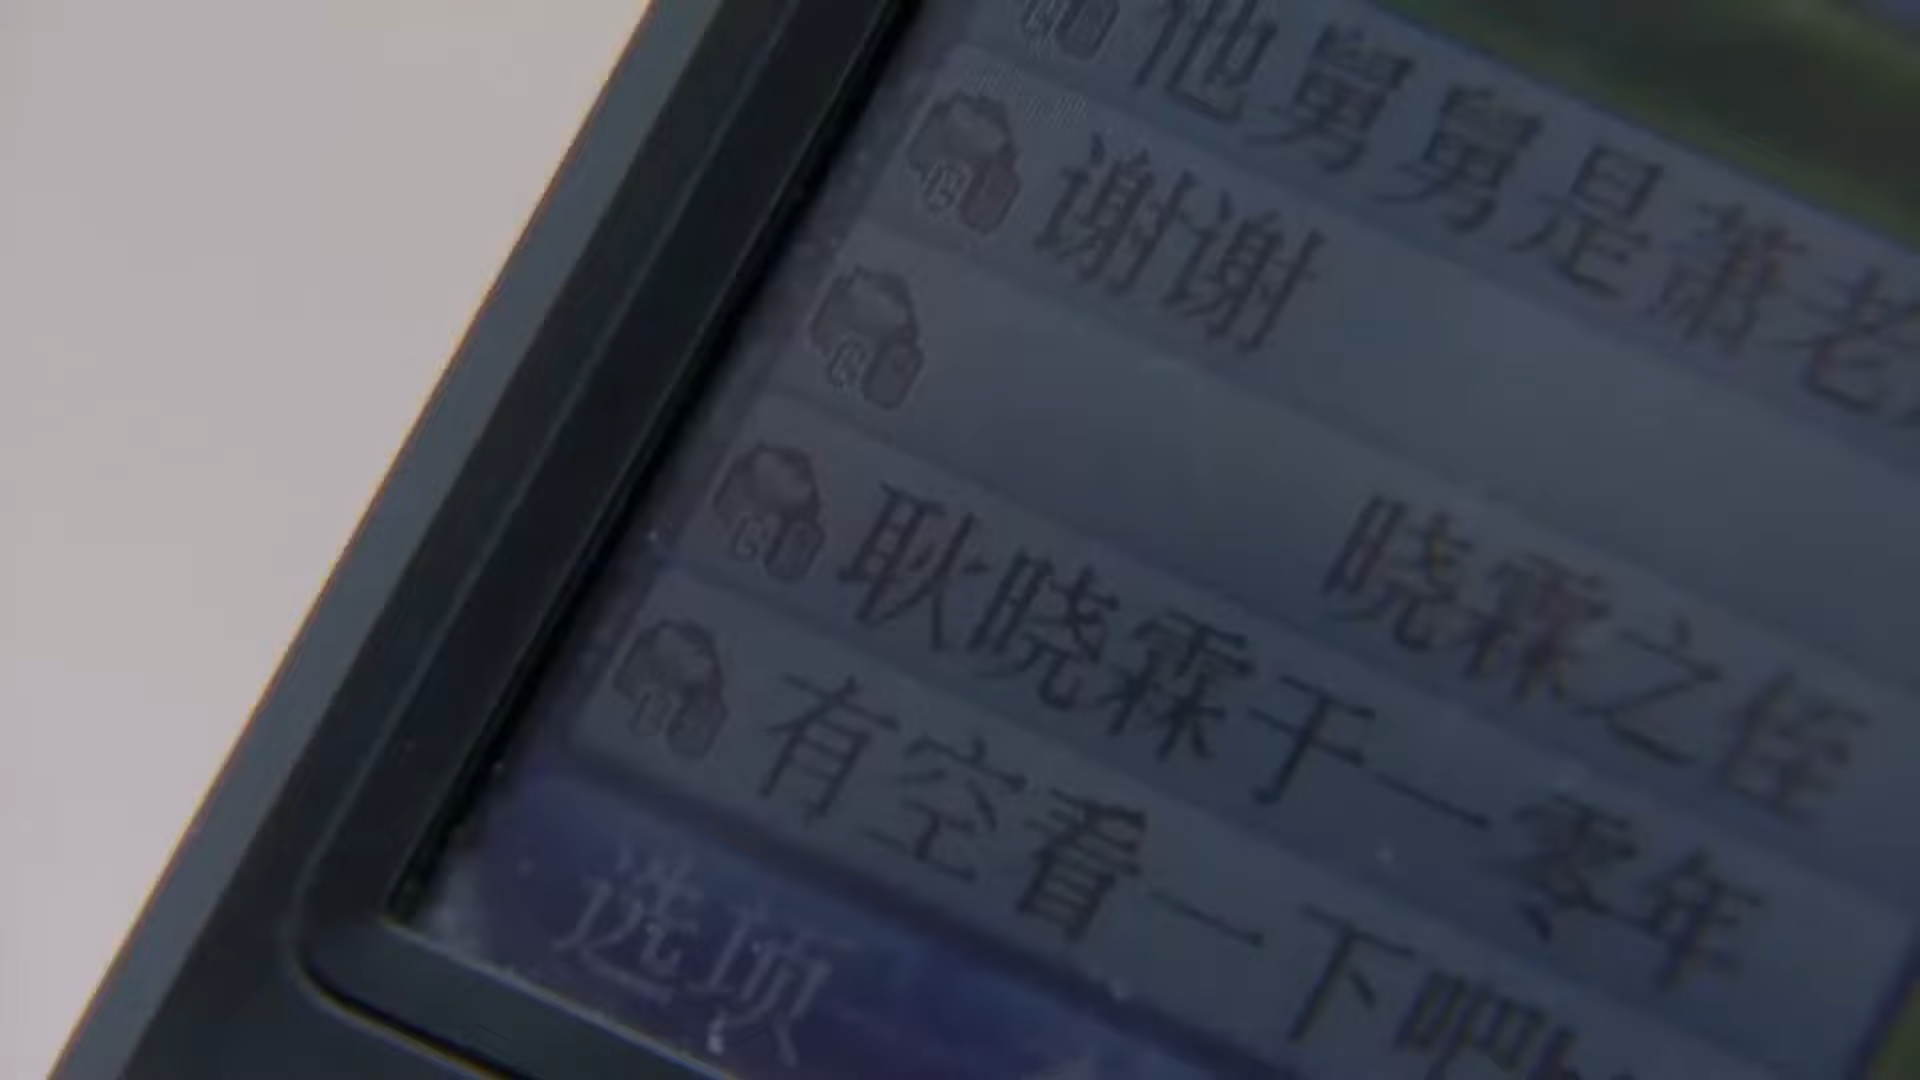 他舅舅是萧老
谢谢
晓霖之侄
耿晓霖于一零年
有空看一下吧
选项